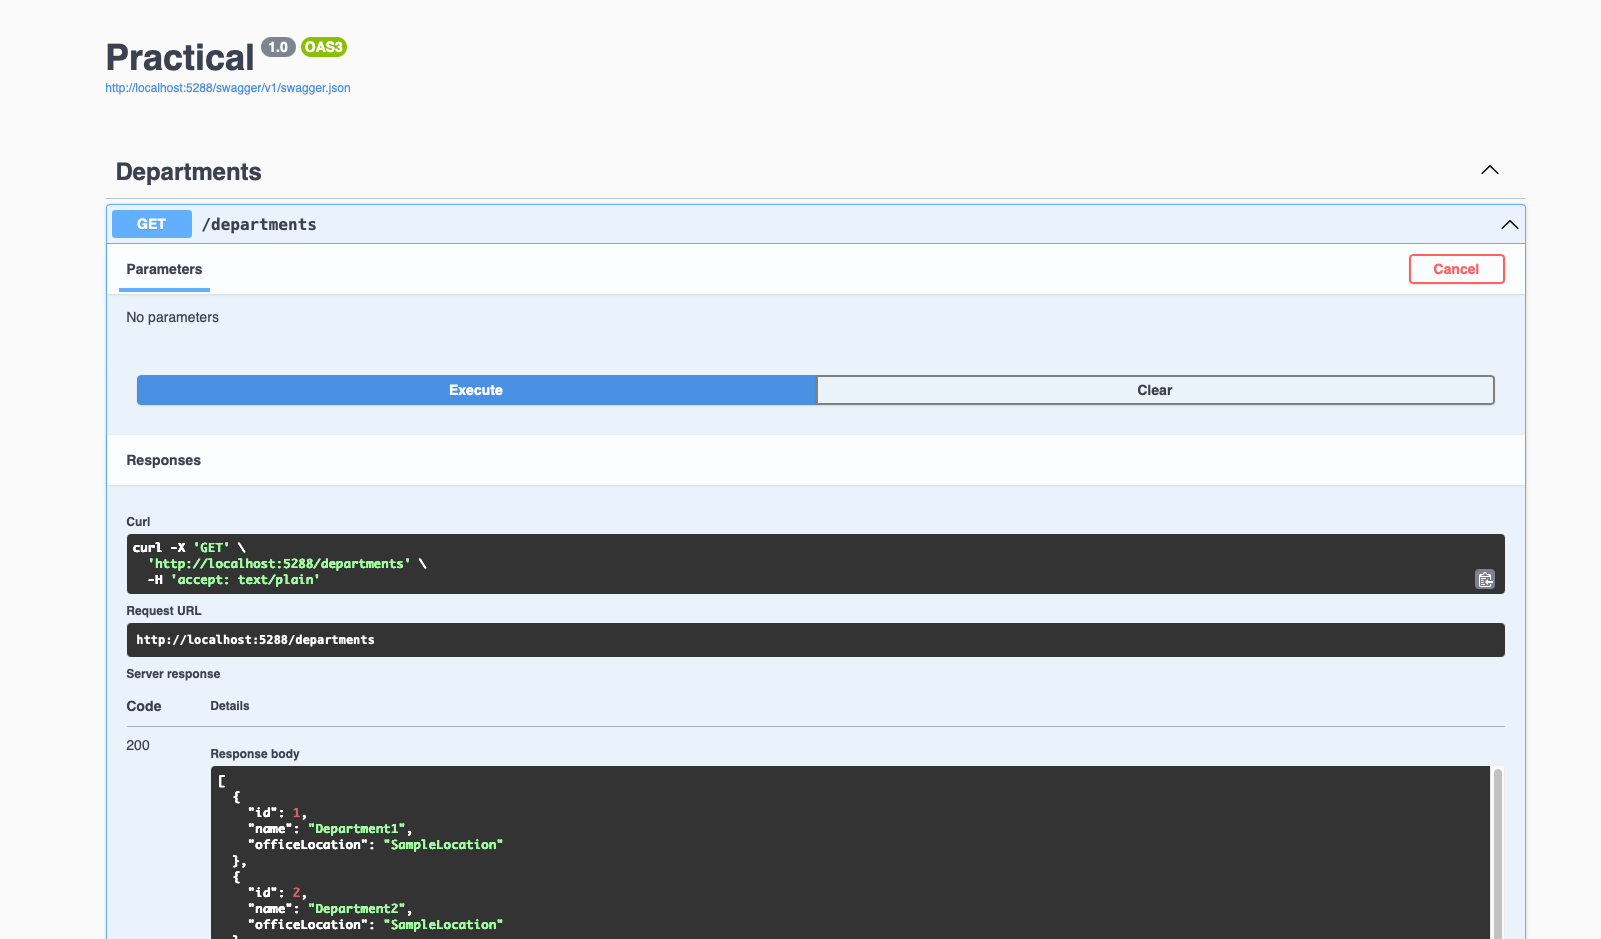 Practical 1.0 OAS3
http://localhost:5288/swagger/v1/swagger.json
Departments
GET /departments
Parameters
Cancel
No parameters
Execute
Clear
Responses
Curl
curl -X 'GET' \
'http://localhost:5288/departments' \
-H 'accept: text/plain'
Request URL
http://localhost:5288/departments
Server response
Code Details
200
Response body
[
{
"id": 1,
"name": "Department1",
"officeLocation": "SampleLocation"
},
{
"id": 2,
"name": "Department2",
"officeLocation": "SampleLocation"
}